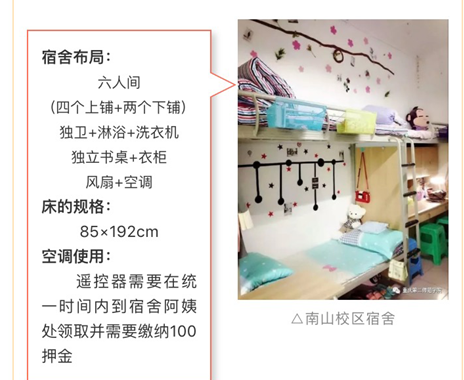 宿舍布局：
六人间
（四个上铺+两个下铺）
独卫+淋浴+洗衣机
独立书桌+衣柜
风扇+空调
床的规格：
85×192cm
空调使用：
遥控器需要在统
一时间内到宿舍阿姨
处领取并需要缴纳100
押金
△南山校区宿舍